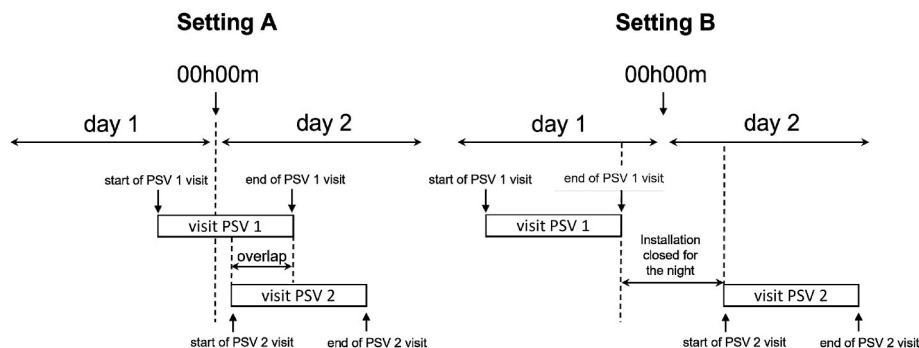 Setting A
00h00m
day 1
day 2
start of PSV 1 visit
end of PSV 1 visit
visit PSV 1
overlap
visit PSV 2
start of PSV 2 visit
end of PSV 2 visit
Setting B
00h00m
day 1
day 2
start of PSV 1 visit
end of PSV 1 visit
visit PSV 1
Installation
closed for
the night
visit PSV 2
start of PSV 2 visit
end of PSV 2 visit